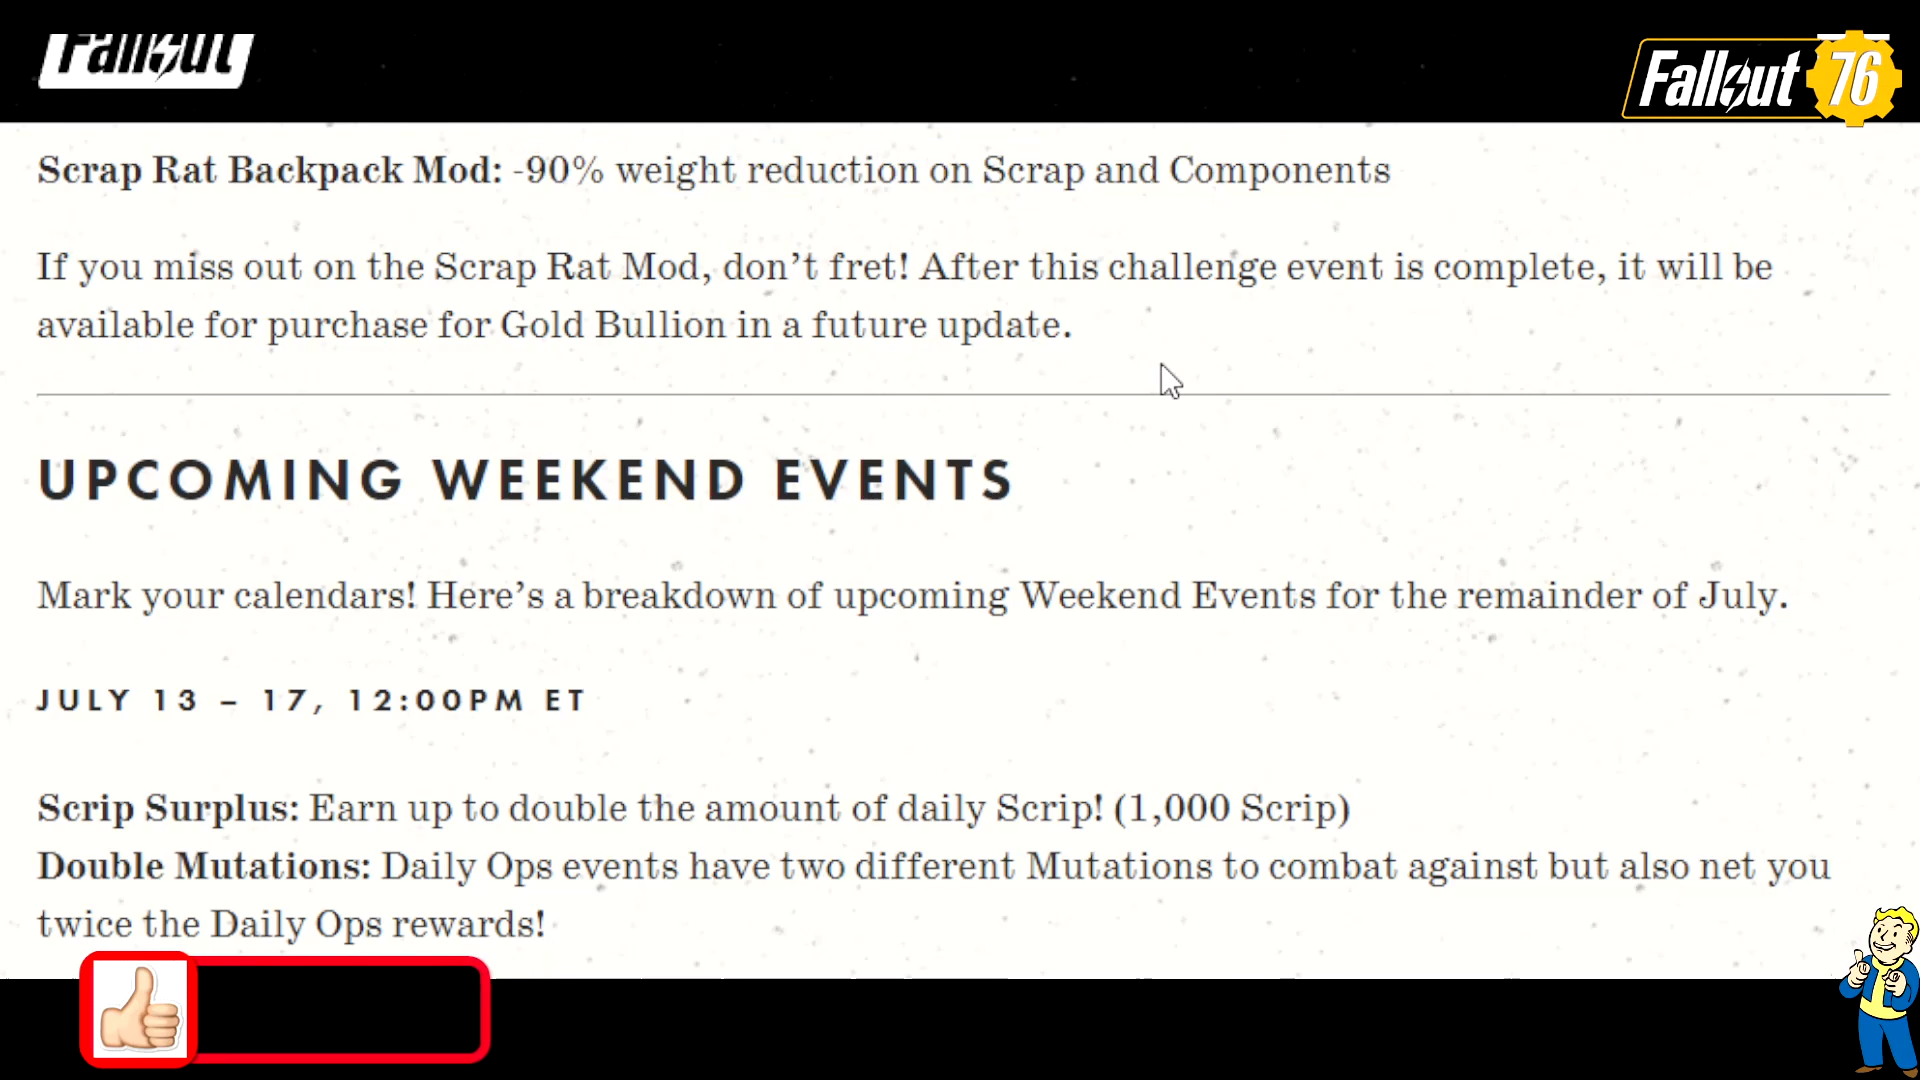 Fallout
Fallout 76
Scrap Rat Backpack Mod: -90% weight reduction on Scrap and Components
If you miss out on the Scrap Rat Mod, don’t fret! After this challenge event is complete, it will be
available for purchase for Gold Bullion in a future update.
UPCOMING WEEKEND EVENTS
Mark your calendars! Here’s a breakdown of upcoming Weekend Events for the remainder of July.
JULY 13 – 17, 12:00PM ET
Scrip Surplus: Earn up to double the amount of daily Scrip! (1,000 Scrip)
Double Mutations: Daily Ops events have two different Mutations to combat against but also net you
twice the Daily Ops rewards!